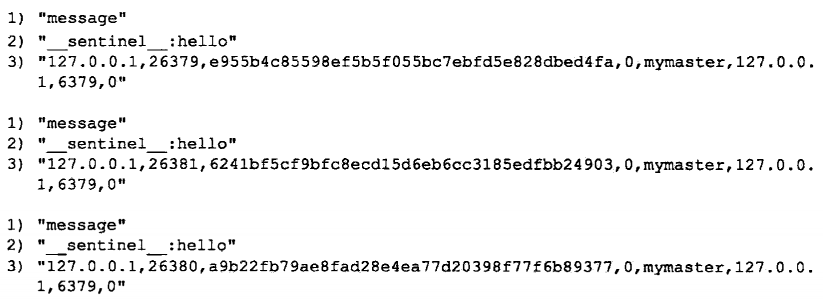 1) "message"
2) "__sentinel__:hello"
3) "127.0.0.1,26379,e955b4c85598ef5b5f055bc7ebfd5e828dbed4fa,0,mymaster,127.0.0.
1,6379,0"
1) "message"
2) "__sentinel__:hello"
3) "127.0.0.1,26381,6241bf5cf9bfc8ecd15d6eb6cc3185edfbb24903,0,mymaster,127.0.0.
1,6379,0"
1) "message"
2) "__sentinel__:hello"
3) "127.0.0.1,26380,a9b22fb79ae8fad28e4ea77d20398f77f6b89377,0,mymaster,127.0.0.
1,6379,0"